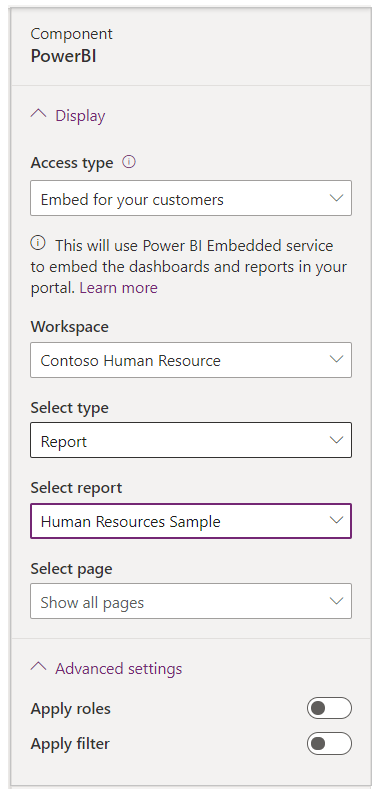 Component
PowerBI
Display
Access type
Embed for your customers
This will use Power BI Embedded service
to embed the dashboards and reports in your
portal. Learn more
Workspace
Contoso Human Resource
Select type
Report
Select report
Human Resources Sample
Select page
Show all pages
Advanced settings
Apply roles
Apply filter